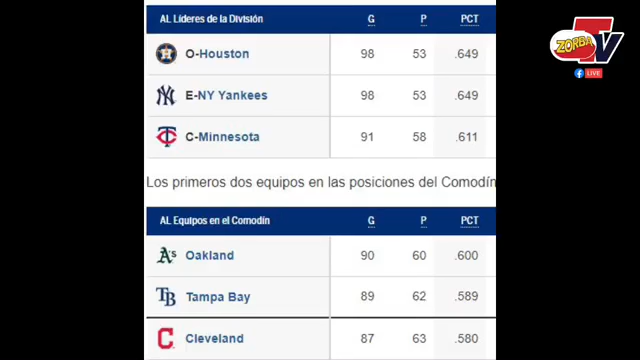 AL Líderes de la División G P PCT
O-Houston 98 53 .649
E-NY Yankees 98 53 .649
C-Minnesota 91 58 .611
Los primeros dos equipos en las posiciones del Comodín
AL Equipos en el Comodín G P PCT
A's Oakland 90 60 .600
TB Tampa Bay 89 62 .589
C Cleveland 87 63 .580
ZORBA TV
f LIVE